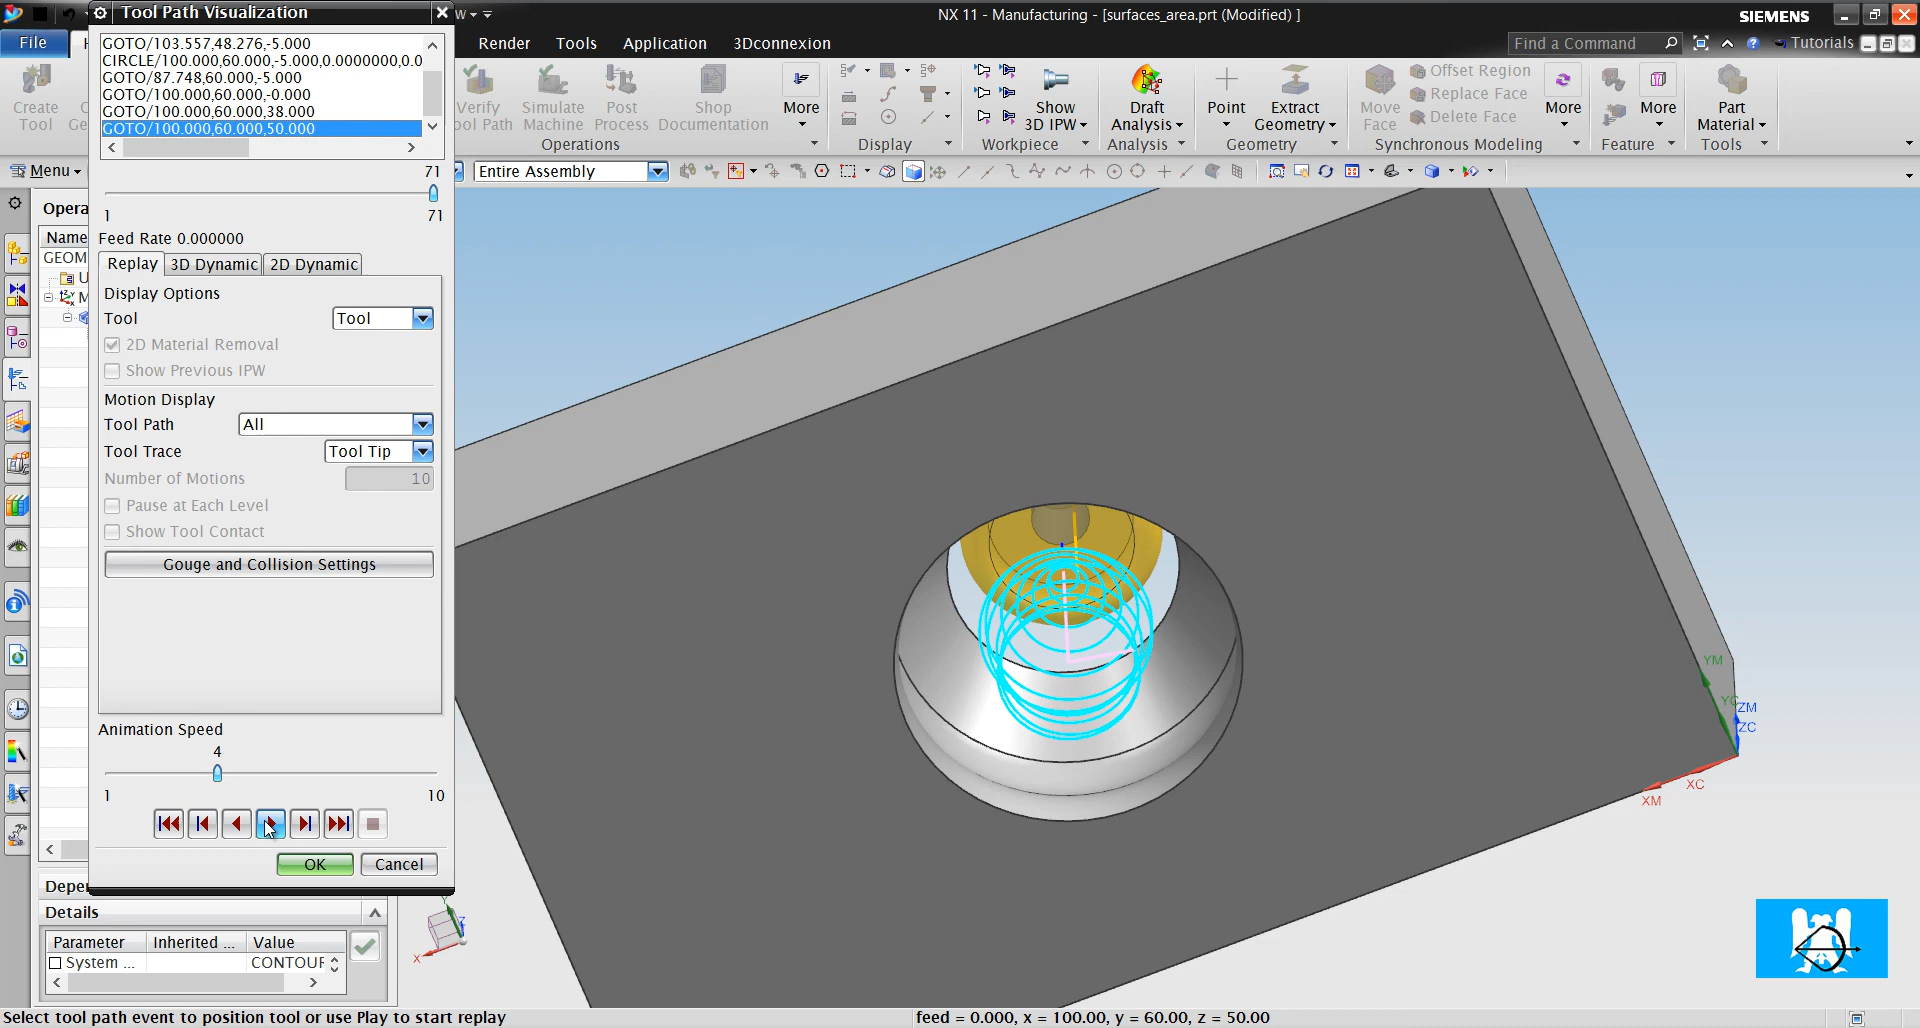 Tool Path Visualization
NX 11 - Manufacturing - [surfaces_area.prt (Modified) ]
SIEMENS
File
Render
Tools
Application
3Dconnexion
Find a Command
Tutorials
GOTO/103.557,48.276,-5.000
CIRCLE/100.000,60.000,-5.000,0.0000000,0.0
GOTO/87.748,60.000,-5.000
GOTO/100.000,60.000,-0.000
GOTO/100.000,60.000,38.000
GOTO/100.000,60.000,50.000
Create
Tool
Verify
ool Path
Simulate
Machine
Post
Process
Shop
Documentation
More
Operations
Display
Show
3D IPW
Workpiece
Draft
Analysis
Analysis
Point
Extract
Geometry
Geometry
Move
Face
Offset Region
Replace Face
Delete Face
More
Synchronous Modeling
More
Feature
Part
Material
Tools
Menu
Entire Assembly
71
1
71
Opera
Name
GEOM
Feed Rate 0.000000
Replay
3D Dynamic
2D Dynamic
Display Options
Tool
Tool
2D Material Removal
Show Previous IPW
Motion Display
Tool Path
All
Tool Trace
Tool Tip
Number of Motions
10
Pause at Each Level
Show Tool Contact
Gouge and Collision Settings
Animation Speed
4
1
10
OK
Cancel
Depe
Details
Parameter
Inherited ...
Value
System ...
CONTOUR
YM
YC
ZM
ZC
XC
XM
X
Select tool path event to position tool or use Play to start replay
feed = 0.000, x = 100.00, y = 60.00, z = 50.00